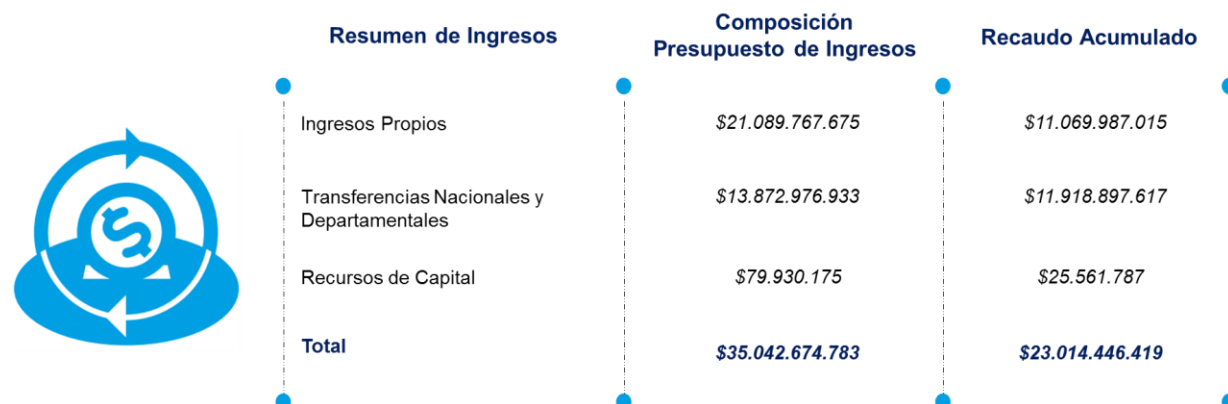 Resumen de Ingresos
Composición
Presupuesto de Ingresos
Recaudo Acumulado
Ingresos Propios
$21.089.767.675
$11.069.987.015
Transferencias Nacionales y
Departamentales
$13.872.976.933
$11.918.897.617
Recursos de Capital
$79.930.175
$25.561.787
Total
$35.042.674.783
$23.014.446.419